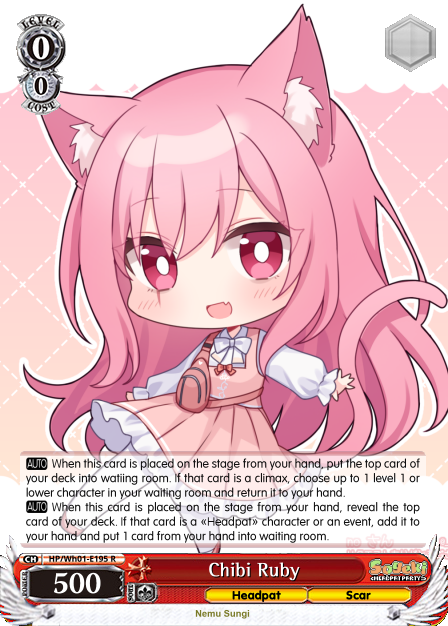 LEVEL
0
0
COST
AUTO When this card is placed on the stage from your hand, put the top card of
your deck into watiing room. If that card is a climax, choose up to 1 level 1 or
lower character in your waiting room and return it to your hand.
AUTO When this card is placed on the stage from your hand, reveal the top
card of your deck. If that card is a «Headpat» character or an event, add it to
your hand and put 1 card from your hand into waiting room.
CH HP/Wh01-E195 R
POWER 500 SOUL
Chibi Ruby
Sayori
HEADPAT PARTY
Headpat Scar
Nemu Sungi